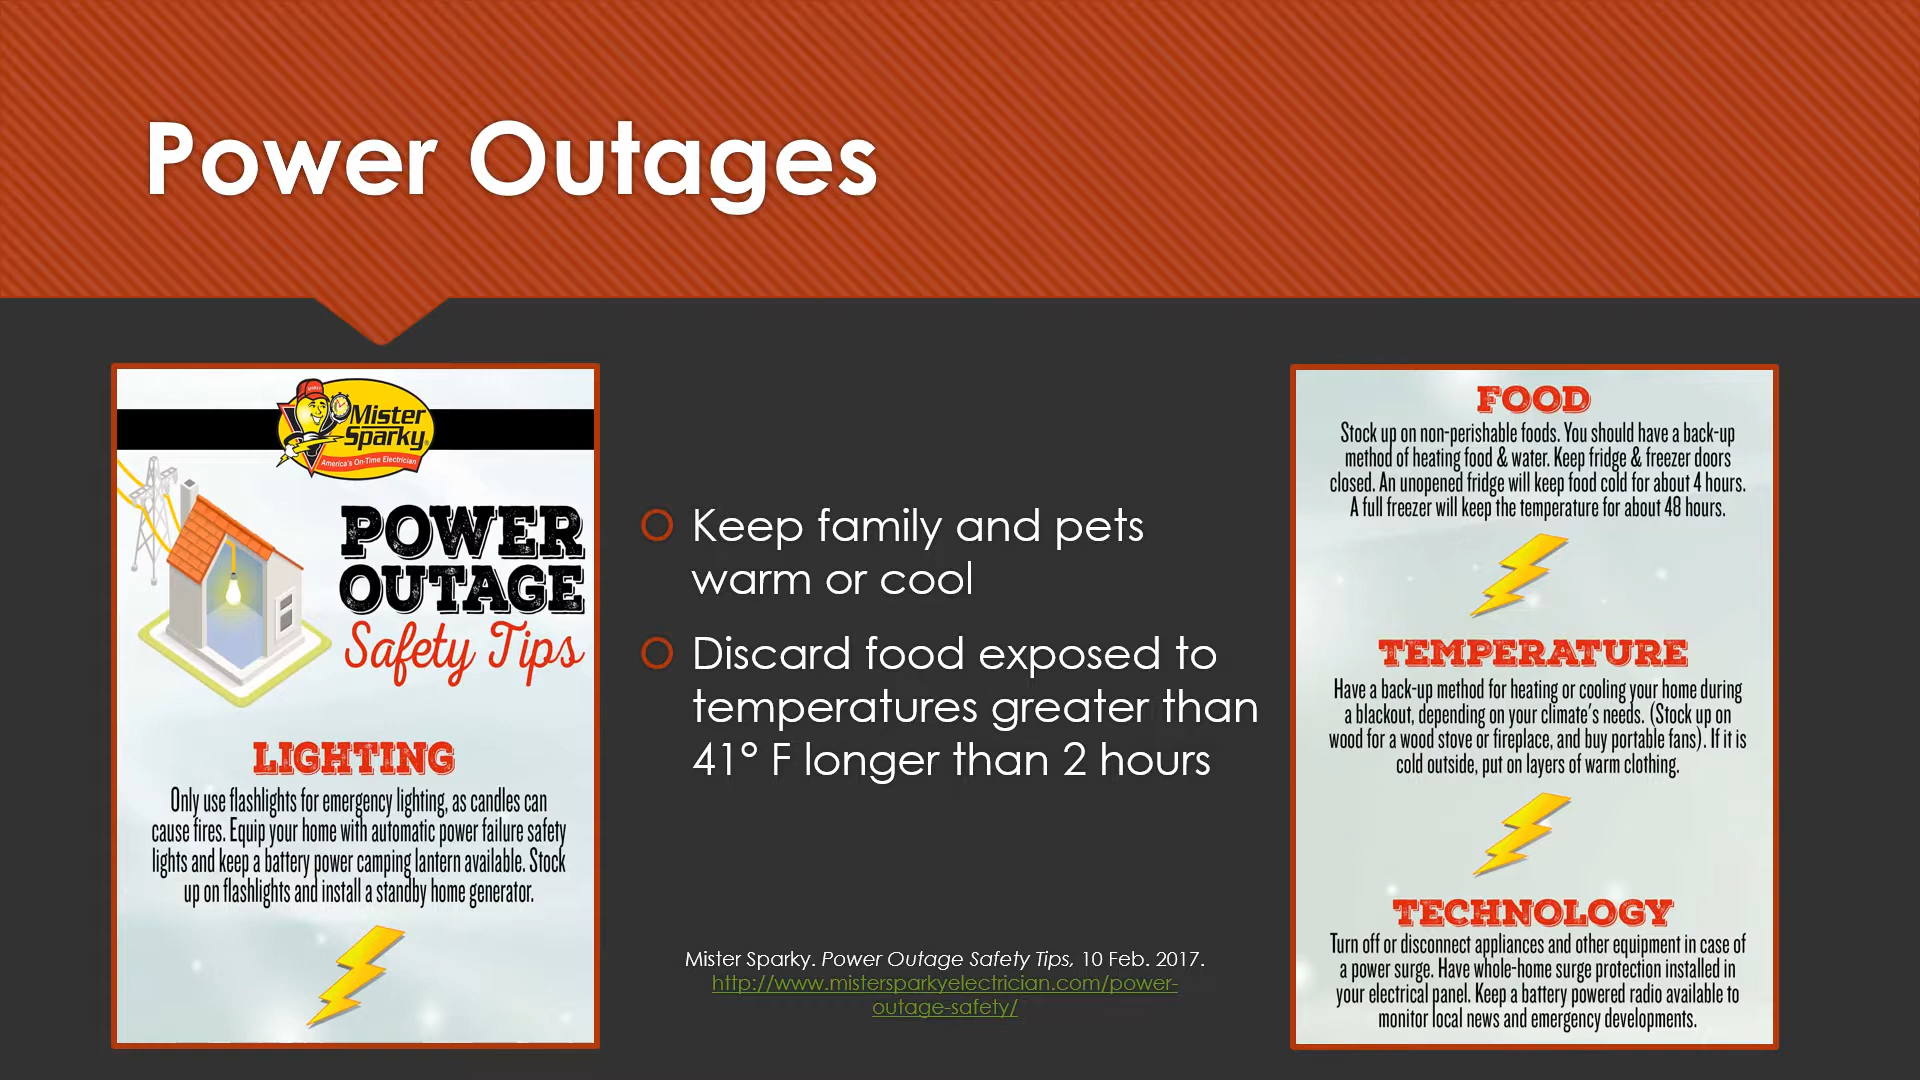 Power Outages
Mister
Sparky
America's On-Time Electrician
POWER
OUTAGE
Safety Tips
LIGHTING
Only use flashlights for emergency lighting, as candles can
cause fires. Equip your home with automatic power failure safety
lights and keep a battery power camping lantern available. Stock
up on flashlights and install a standby home generator.
Keep family and pets
warm or cool
Discard food exposed to
temperatures greater than
41° F longer than 2 hours
Mister Sparky. Power Outage Safety Tips, 10 Feb. 2017.
http://www.mistersparkyelectrician.com/power-
outage-safety/
FOOD
Stock up on non-perishable foods. You should have a back-up
method of heating food & water. Keep fridge & freezer doors
closed. An unopened fridge will keep food cold for about 4 hours.
A full freezer will keep the temperature for about 48 hours.
TEMPERATURE
Have a back-up method for heating or cooling your home during
a blackout, depending on your climate's needs. (Stock up on
wood for a wood stove or fireplace, and buy portable fans). If it is
cold outside, put on layers of warm clothing.
TECHNOLOGY
Turn off or disconnect appliances and other equipment in case of
a power surge. Have whole-home surge protection installed in
your electrical panel. Keep a battery powered radio available to
monitor local news and emergency developments.